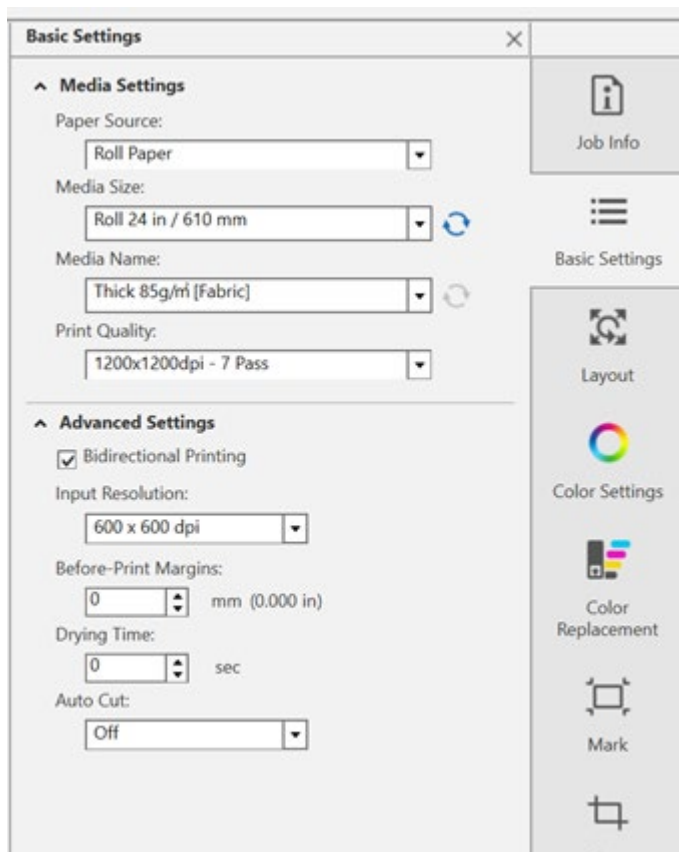 Basic Settings
Media Settings
Paper Source:
Roll Paper
Media Size:
Roll 24 in / 610 mm
Media Name:
Thick 85g/㎡ [Fabric]
Print Quality:
1200x1200dpi - 7 Pass
Advanced Settings
Bidirectional Printing
Input Resolution:
600 x 600 dpi
Before-Print Margins:
0 mm (0.000 in)
Drying Time:
0 sec
Auto Cut:
Off
Job Info
Basic Settings
Layout
Color Settings
Color
Replacement
Mark